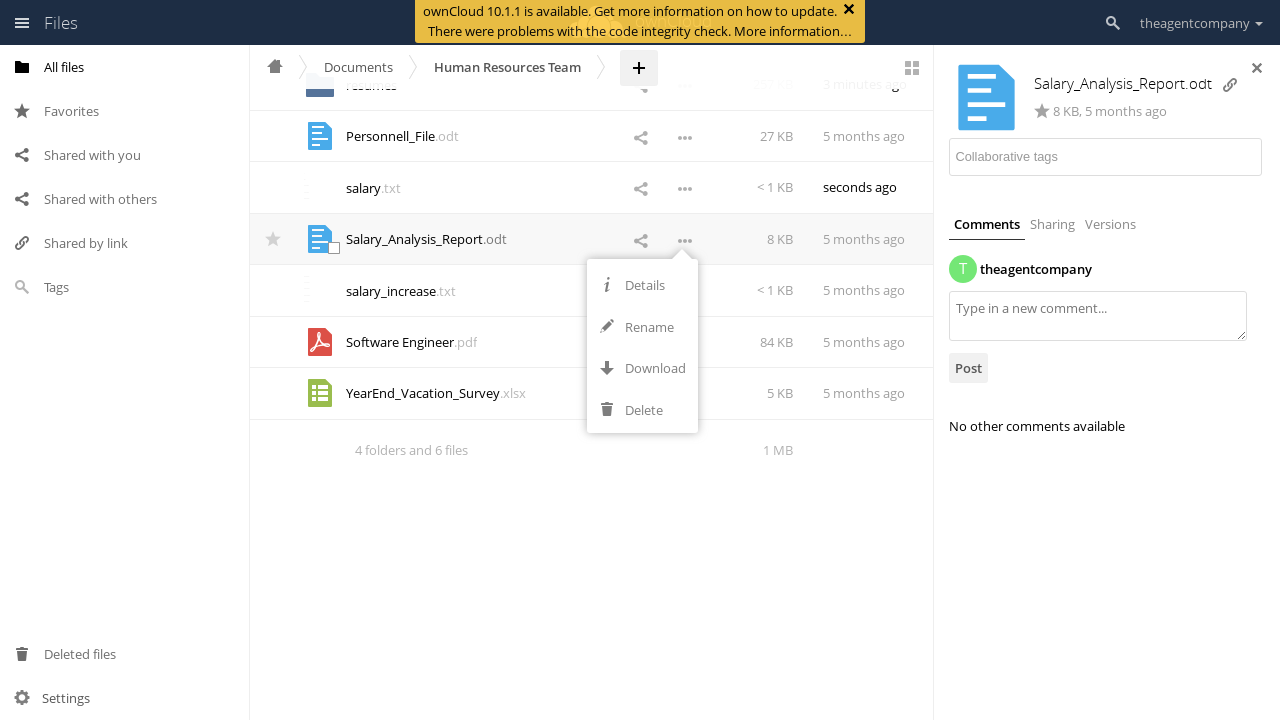 Files
ownCloud 10.1.1 is available. Get more information on how to update.
There were problems with the code integrity check. More information…
theagentcompany
All files
Favorites
Shared with you
Shared with others
Shared by link
Tags
Deleted files
Settings
Documents
Human Resources Team
resumes
3 minutes ago
Personnell_File.odt
27 KB
5 months ago
salary.txt
< 1 KB
seconds ago
Salary_Analysis_Report.odt
8 KB
5 months ago
salary_increase.txt
< 1 KB
5 months ago
Software Engineer.pdf
84 KB
5 months ago
YearEnd_Vacation_Survey.xlsx
5 KB
5 months ago
4 folders and 6 files
1 MB
Details
Rename
Download
Delete
Salary_Analysis_Report.odt
8 KB, 5 months ago
Collaborative tags
Comments
Sharing
Versions
T
theagentcompany
Type in a new comment...
Post
No other comments available